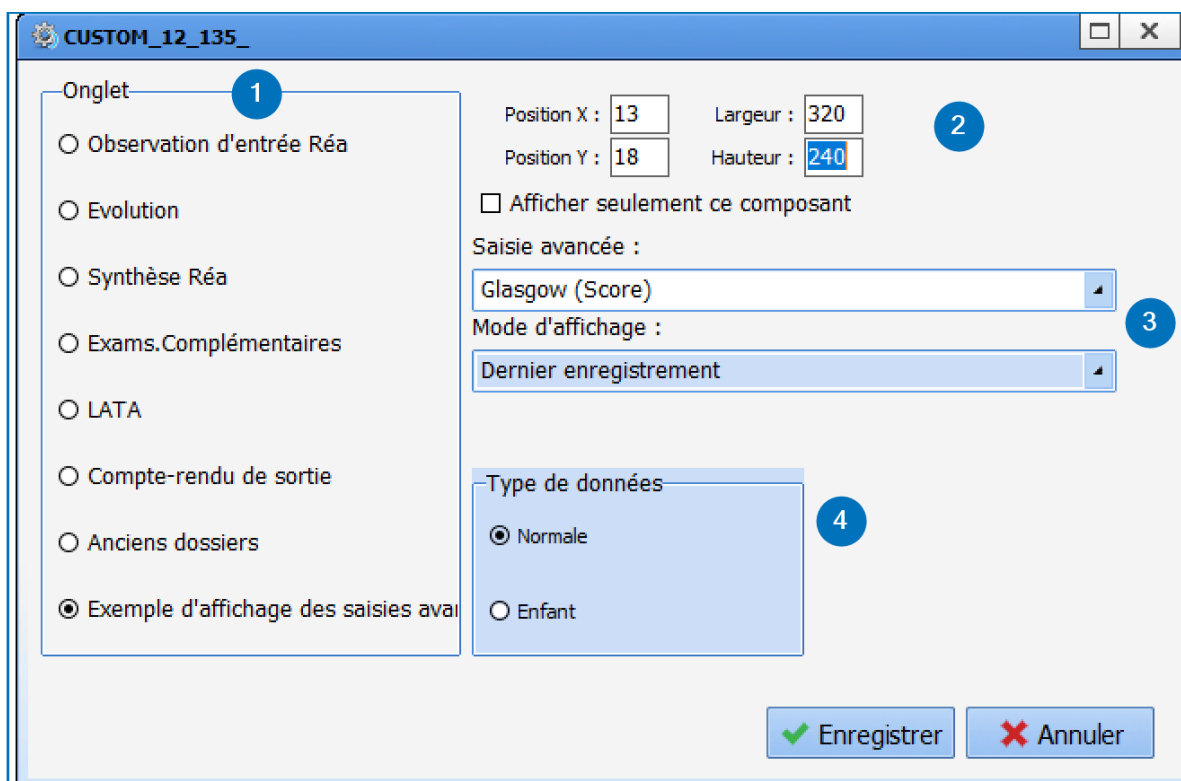 CUSTOM_12_135_
Onglet
1
Observation d'entrée Réa
Evolution
Synthèse Réa
Exams.Complémentaires
LATA
Compte-rendu de sortie
Anciens dossiers
Exemple d'affichage des saisies avai
Position X : 13 Largeur : 320
Position Y : 18 Hauteur : 240
2
Afficher seulement ce composant
Saisie avancée :
Glasgow (Score)
Mode d'affichage :
Dernier enregistrement
3
Type de données
Normale
Enfant
4
Enregistrer
Annuler